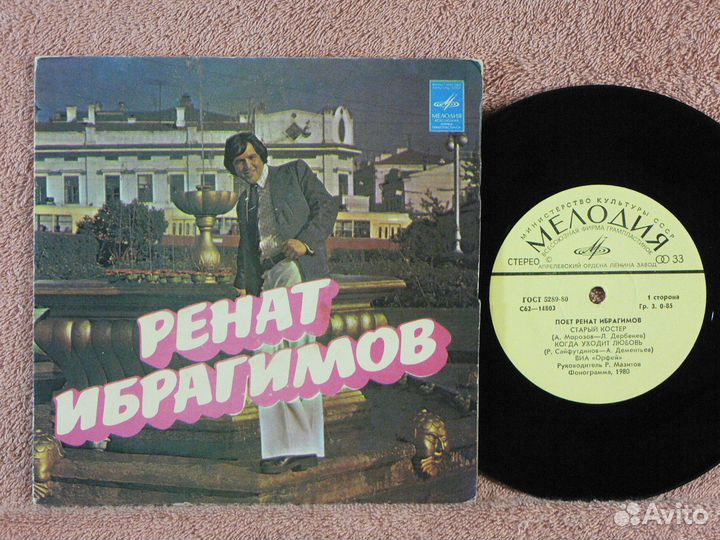 МЕЛОДИЯ
РЕНАТ
ИБРАГИМОВ
МИНИСТЕРСТВО КУЛЬТУРЫ СССР
МЕЛОДИЯ
ВСЕСОЮЗНАЯ ФИРМА ГРАМПЛАСТИНОК
СТЕРЕО
33
АПРЕЛЕВСКИЙ ОРДЕНА ЛЕНИНА ЗАВОД
ГОСТ 5289-80 1 сторона
С62—14803 Гр. 3. 0-85
ПОЕТ РЕНАТ ИБРАГИМОВ
СТАРЫЙ КОСТЕР
(А. Морозов—Л. Дербенев)
КОГДА УХОДИТ ЛЮБОВЬ
(Р. Сайфутдинов—А. Дементьев)
ВИА «Орфей»
Руководитель Р. Мазитов
Фонограмма, 1980
Avito